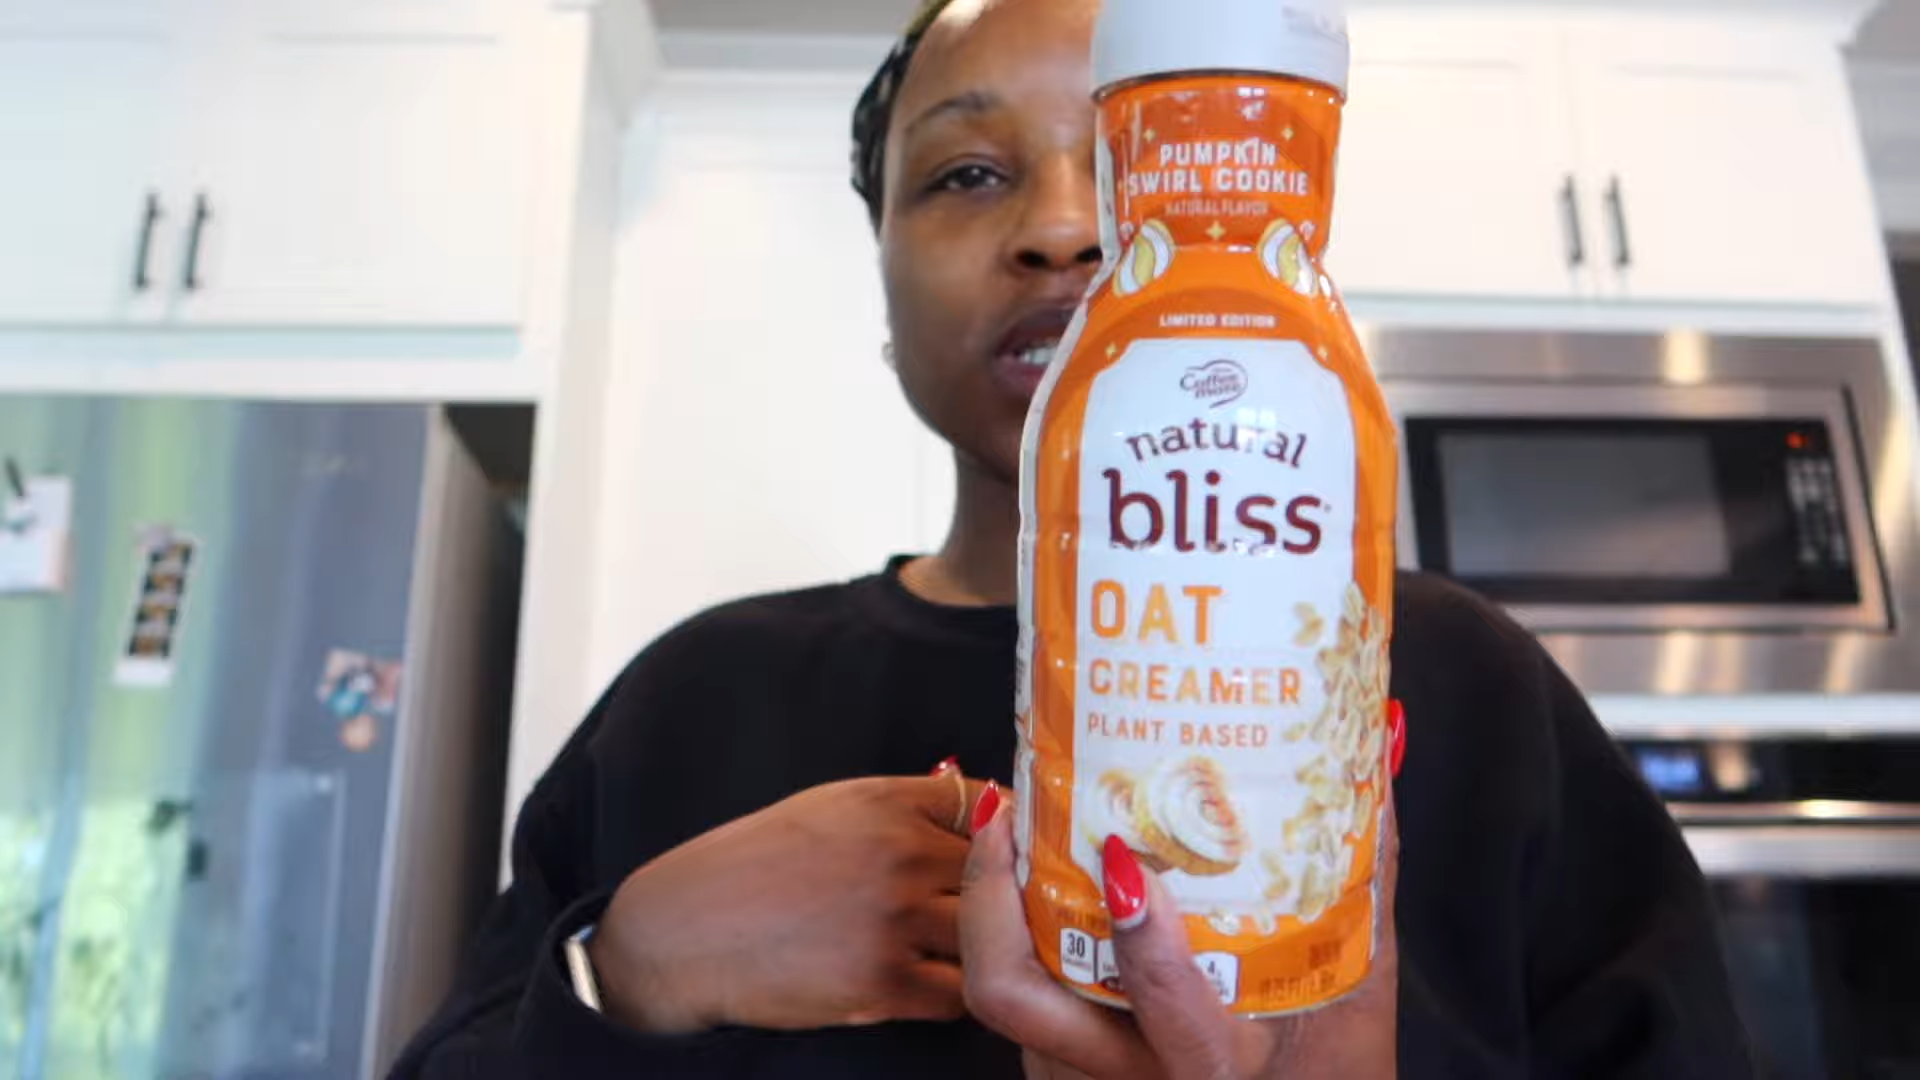 PUMPKIN
SWIRL COOKIE
NATURAL FLAVOR
LIMITED EDITION
Coffee
mate
natural
bliss
OAT
CREAMER
PLANT BASED
30